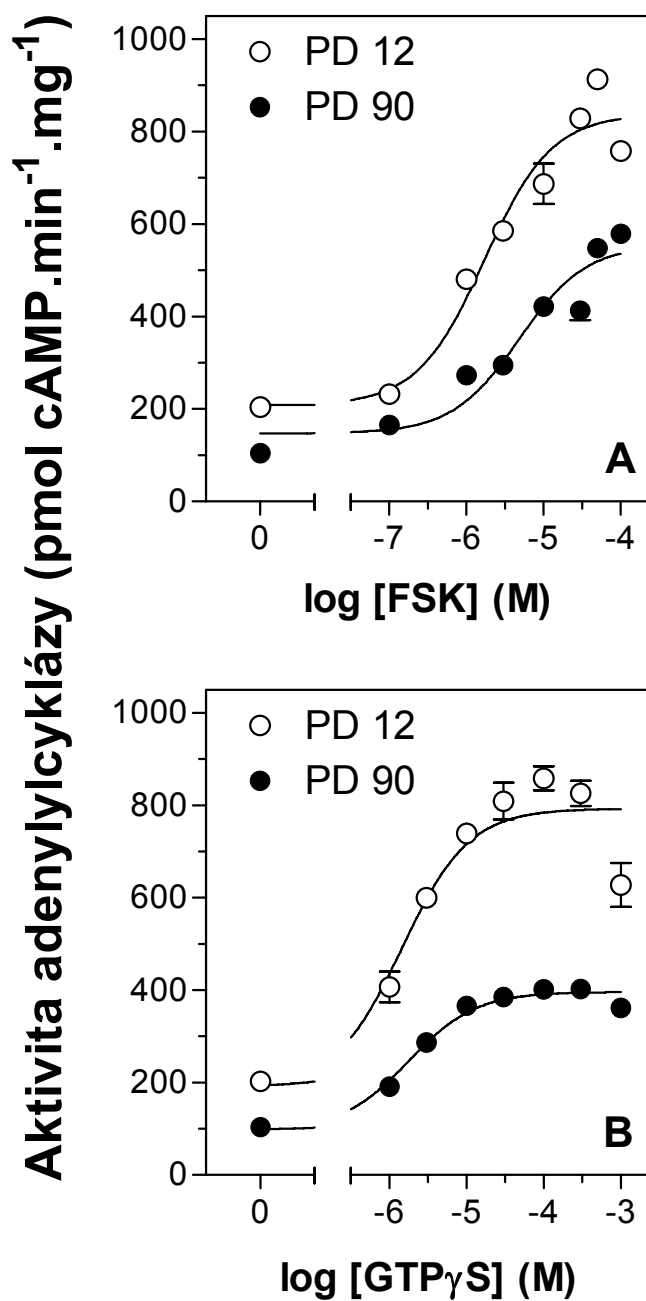 Aktivita adenylylcyklázy (pmol cAMP.min-1.mg-1)
1000
800
600
400
200
0
PD 12
PD 90
A
0 -7 -6 -5 -4
log [FSK] (M)
1000
800
600
400
200
0
PD 12
PD 90
B
0 -6 -5 -4 -3
log [GTPγS] (M)